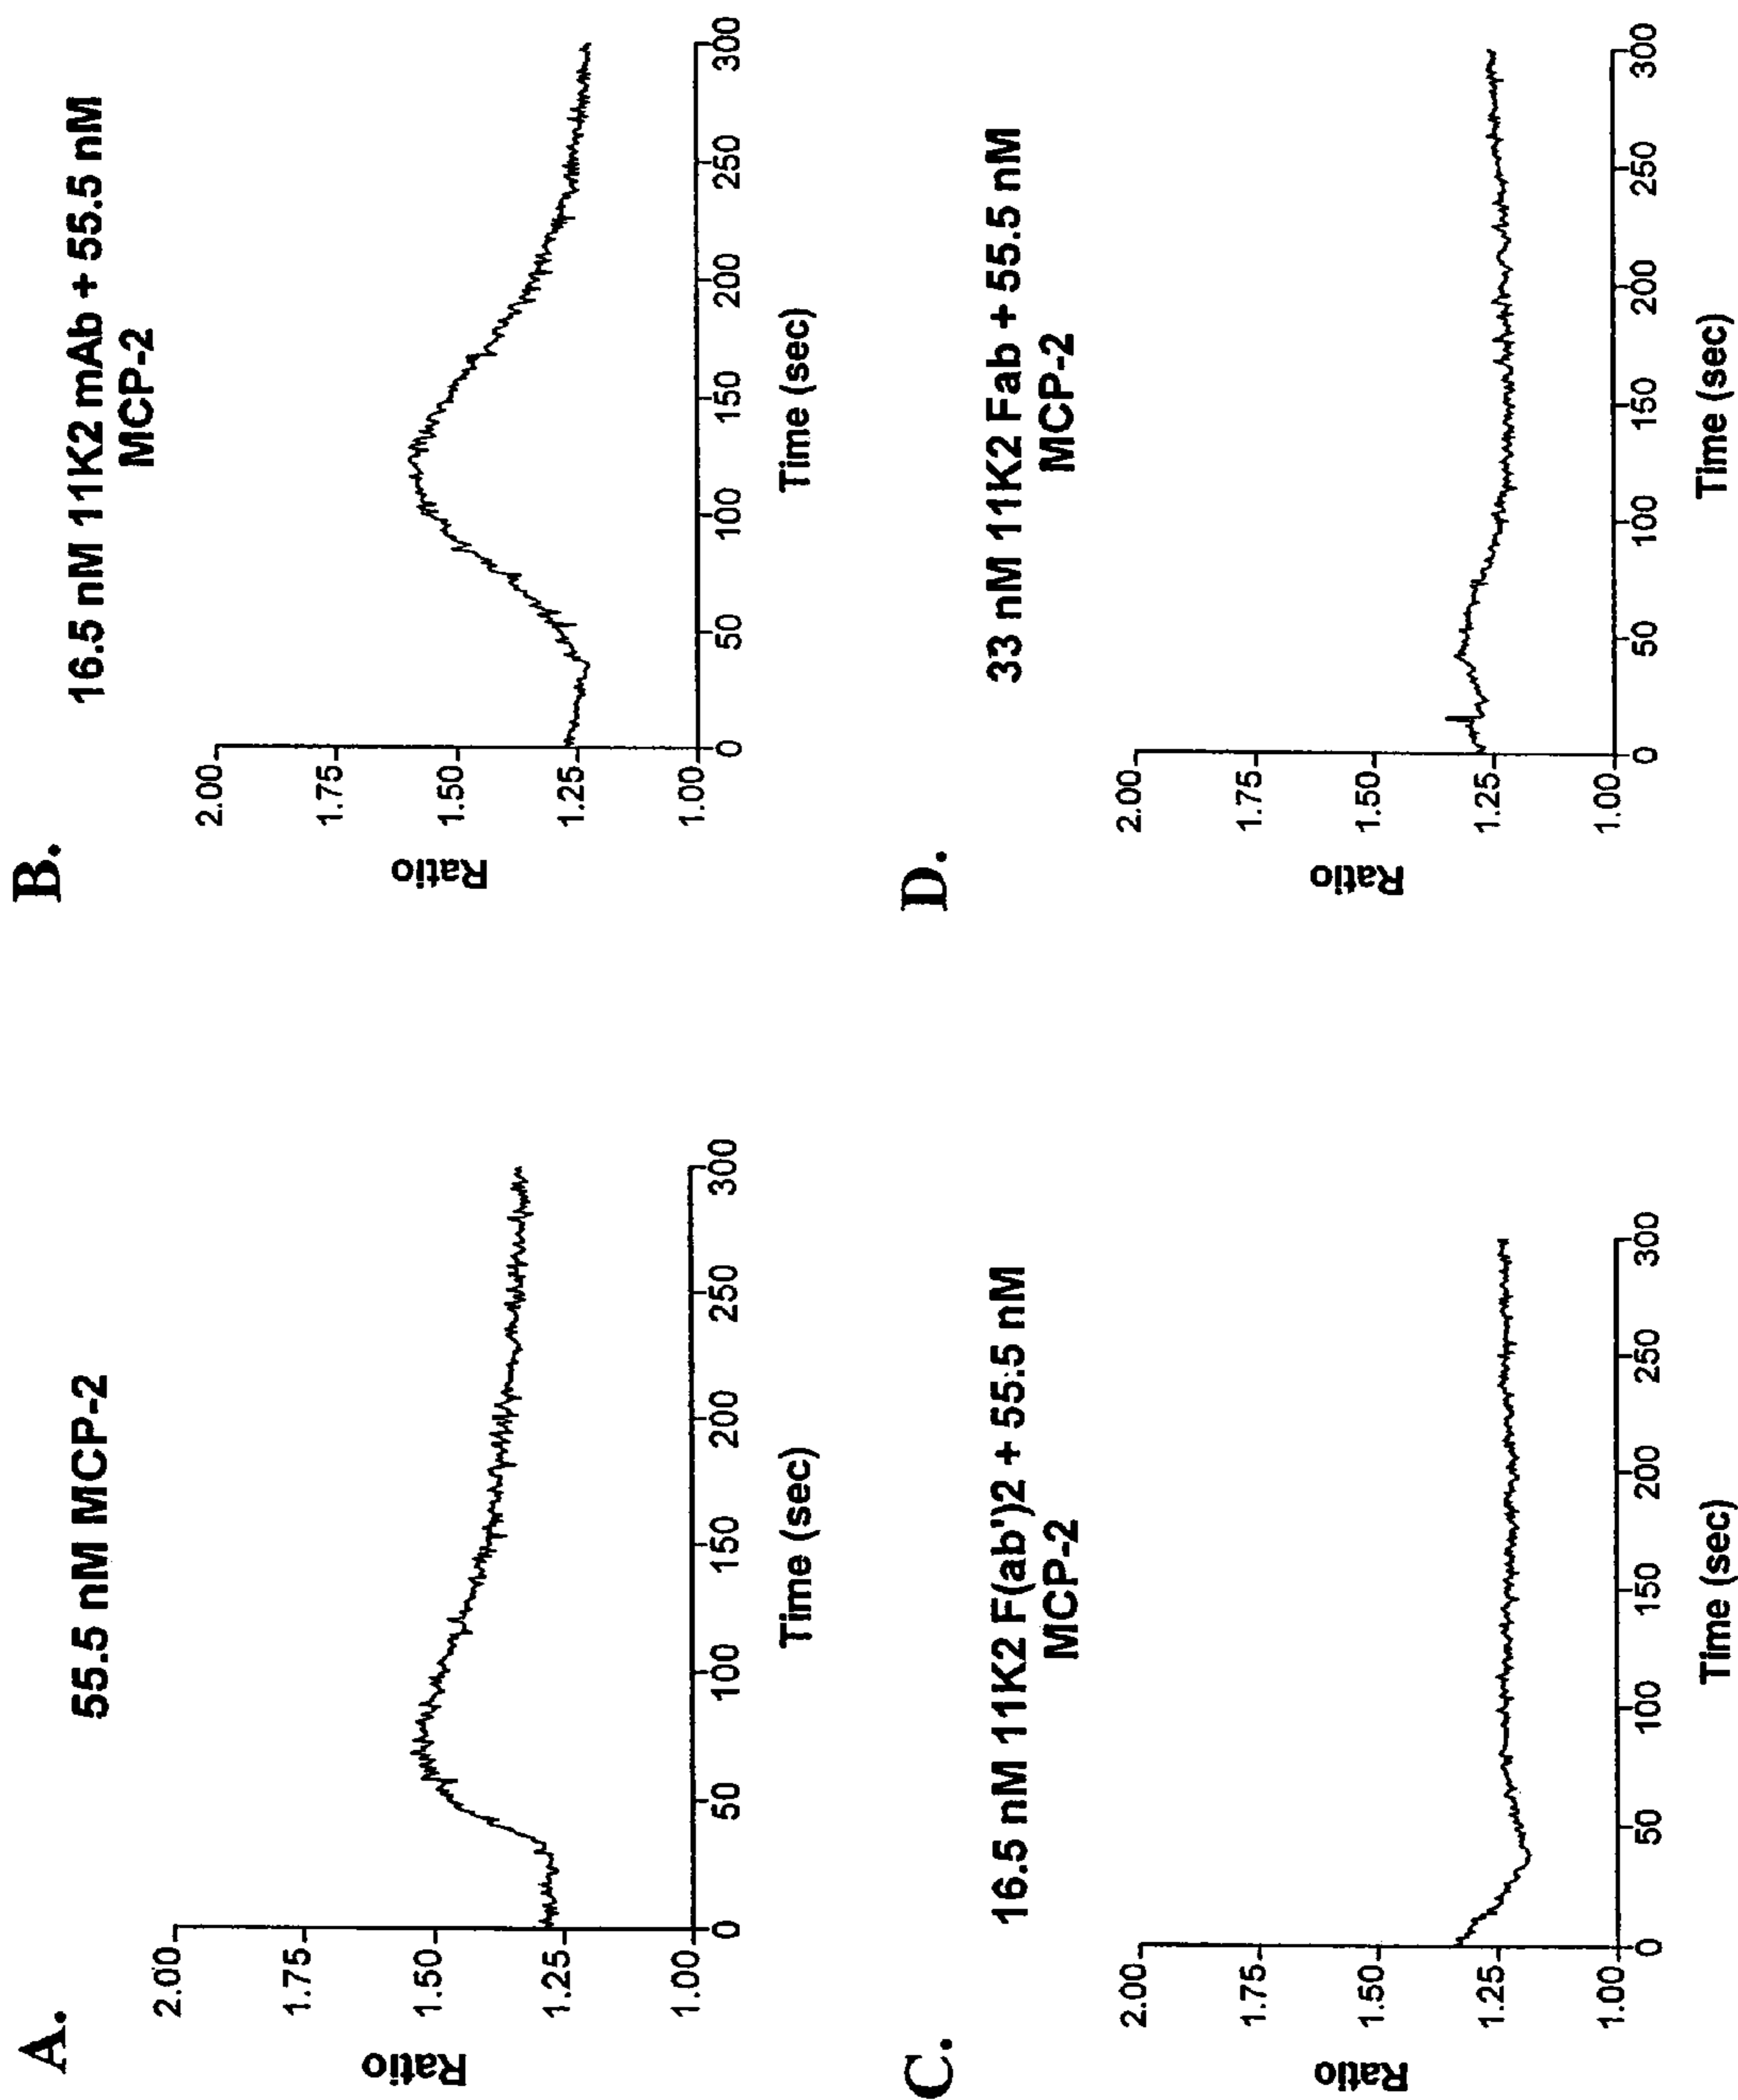 A.
55.5 nM MCP-2
Ratio
2.00
1.75
1.50
1.25
1.00
0 50 100 150 200 250 300
Time (sec)
B.
16.5 nM 11K2 mAb + 55.5 nM
MCP-2
Ratio
2.00
1.75
1.50
1.25
1.00
0 50 100 150 200 250 300
Time (sec)
C.
16.5 nM 11K2 F(ab')2 + 55.5 nM
MCP-2
Ratio
2.00
1.75
1.50
1.25
1.00
0 50 100 150 200 250 300
Time (sec)
D.
33 nM 11K2 Fab + 55.5 nM
MCP-2
Ratio
2.00
1.75
1.50
1.25
1.00
0 50 100 150 200 250 300
Time (sec)